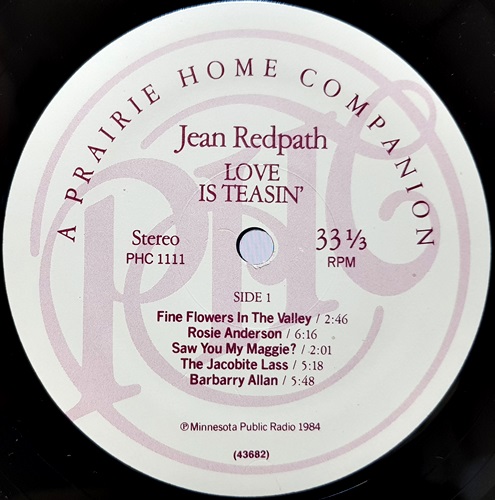 A PRAIRIE HOME COMPANION
Jean Redpath
LOVE
IS TEASIN'
Stereo
PHC 1111
33 1/3
RPM
SIDE 1
Fine Flowers In The Valley / 2:46
Rosie Anderson / 6:16
Saw You My Maggie? / 2:01
The Jacobite Lass / 5:18
Barbarry Allan / 5:48
℗ Minnesota Public Radio 1984
(43682)
PHC